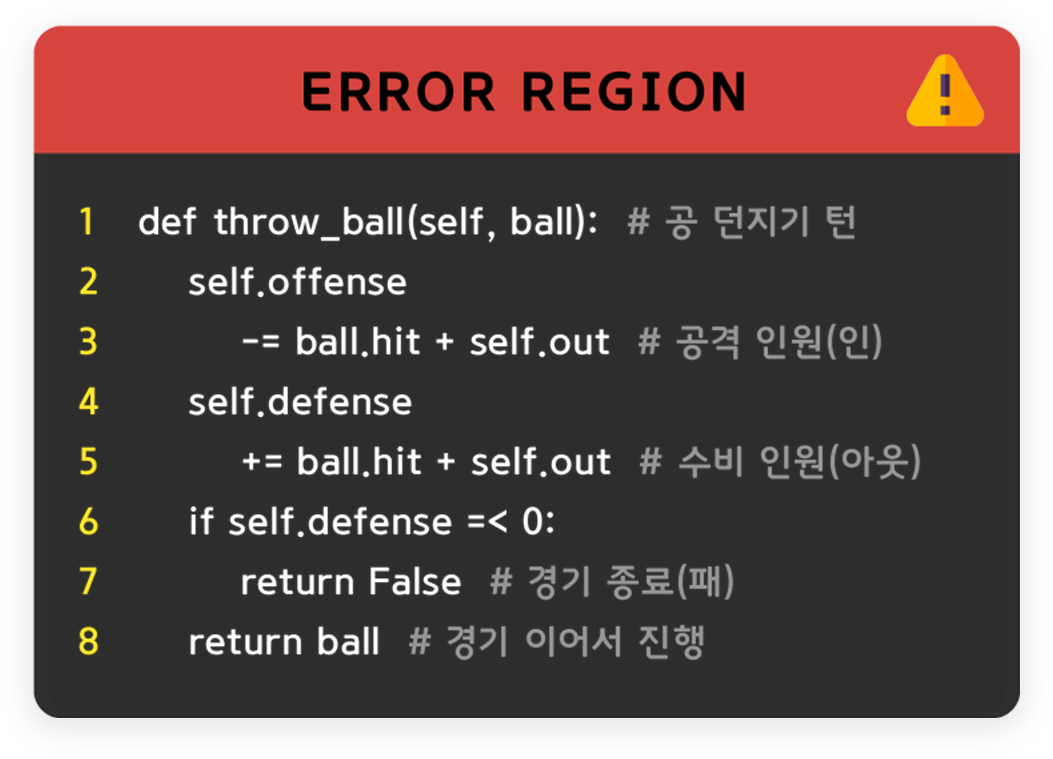 ERROR REGION
1 def throw_ball(self, ball): # 공 던지기 턴
2 self.offense
3 -= ball.hit + self.out # 공격 인원(인)
4 self.defense
5 += ball.hit + self.out # 수비 인원(아웃)
6 if self.defense =< 0:
7 return False # 경기 종료(패)
8 return ball # 경기 이어서 진행